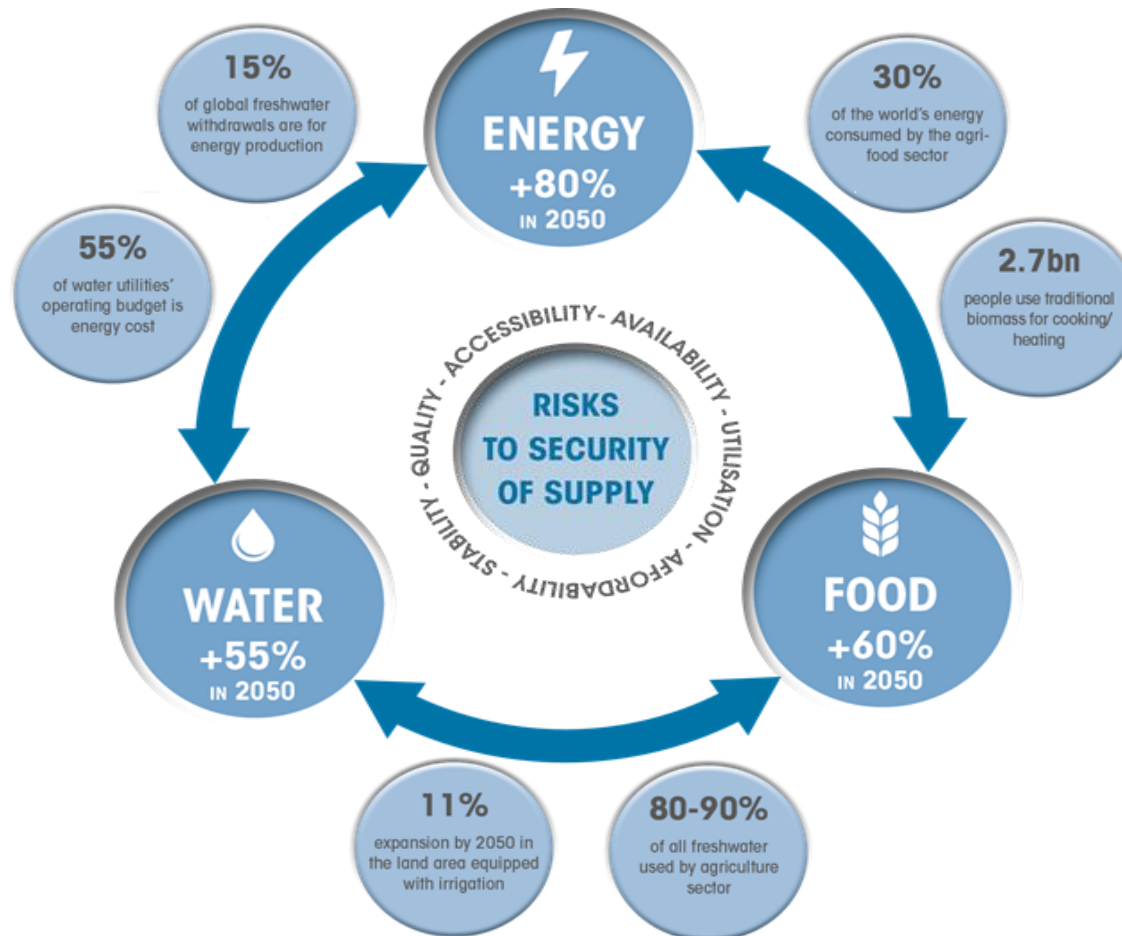 15%
of global freshwater
withdrawals are for
energy production
ENERGY
+80%
IN 2050
30%
of the world's energy
consumed by the agri-
food sector
55%
of water utilities'
operating budget is
energy cost
2.7bn
people use traditional
biomass for cooking/
heating
QUALITY - ACCESSIBILITY - AVAILABILITY - UTILISATION - AFFORDABILITY - STABILITY -
RISKS
TO SECURITY
OF SUPPLY
WATER
+55%
IN 2050
FOOD
+60%
IN 2050
11%
expansion by 2050 in
the land area equipped
with irrigation
80-90%
of all freshwater
used by agriculture
sector